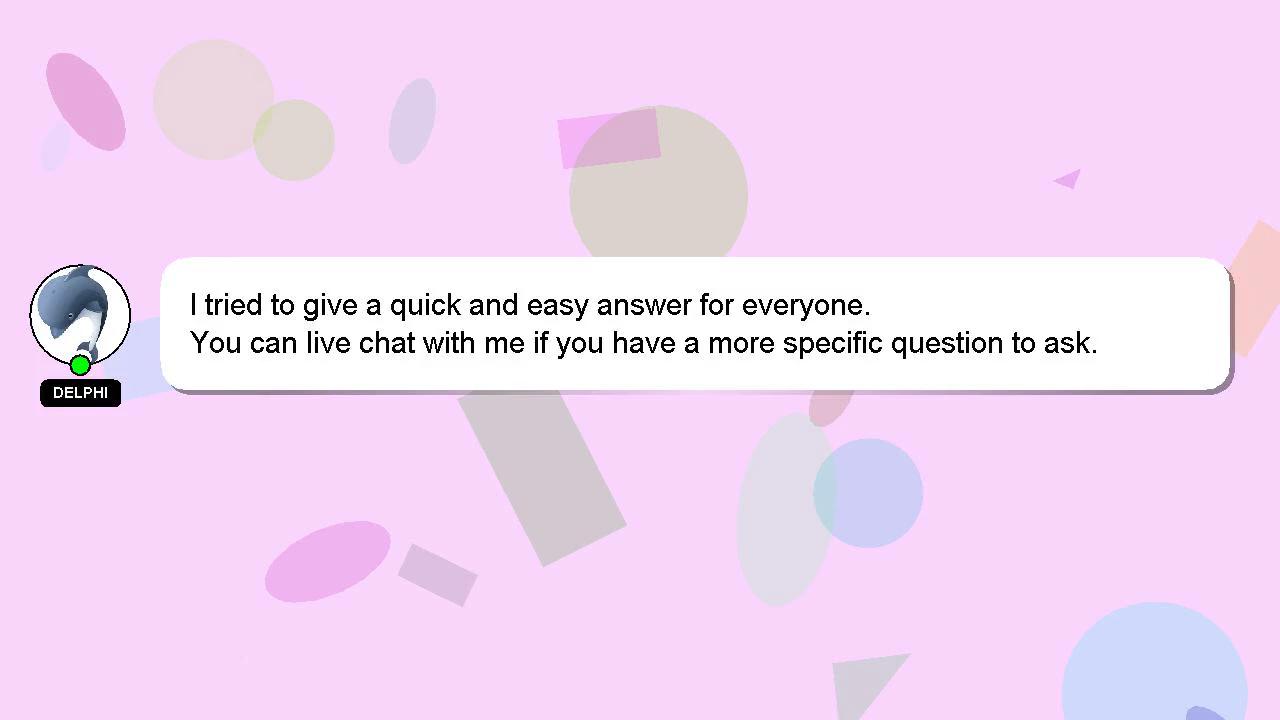 I tried to give a quick and easy answer for everyone.
You can live chat with me if you have a more specific question to ask.
DELPHI